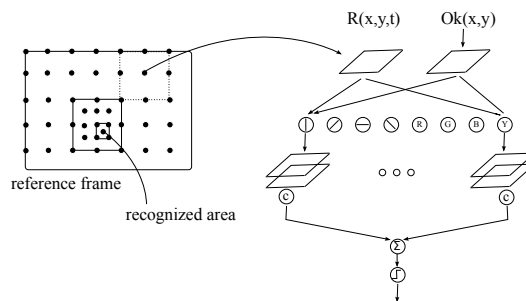 R(x,y,t)
Ok(x,y)
R G B Y
reference frame
c c
recognized area
Σ